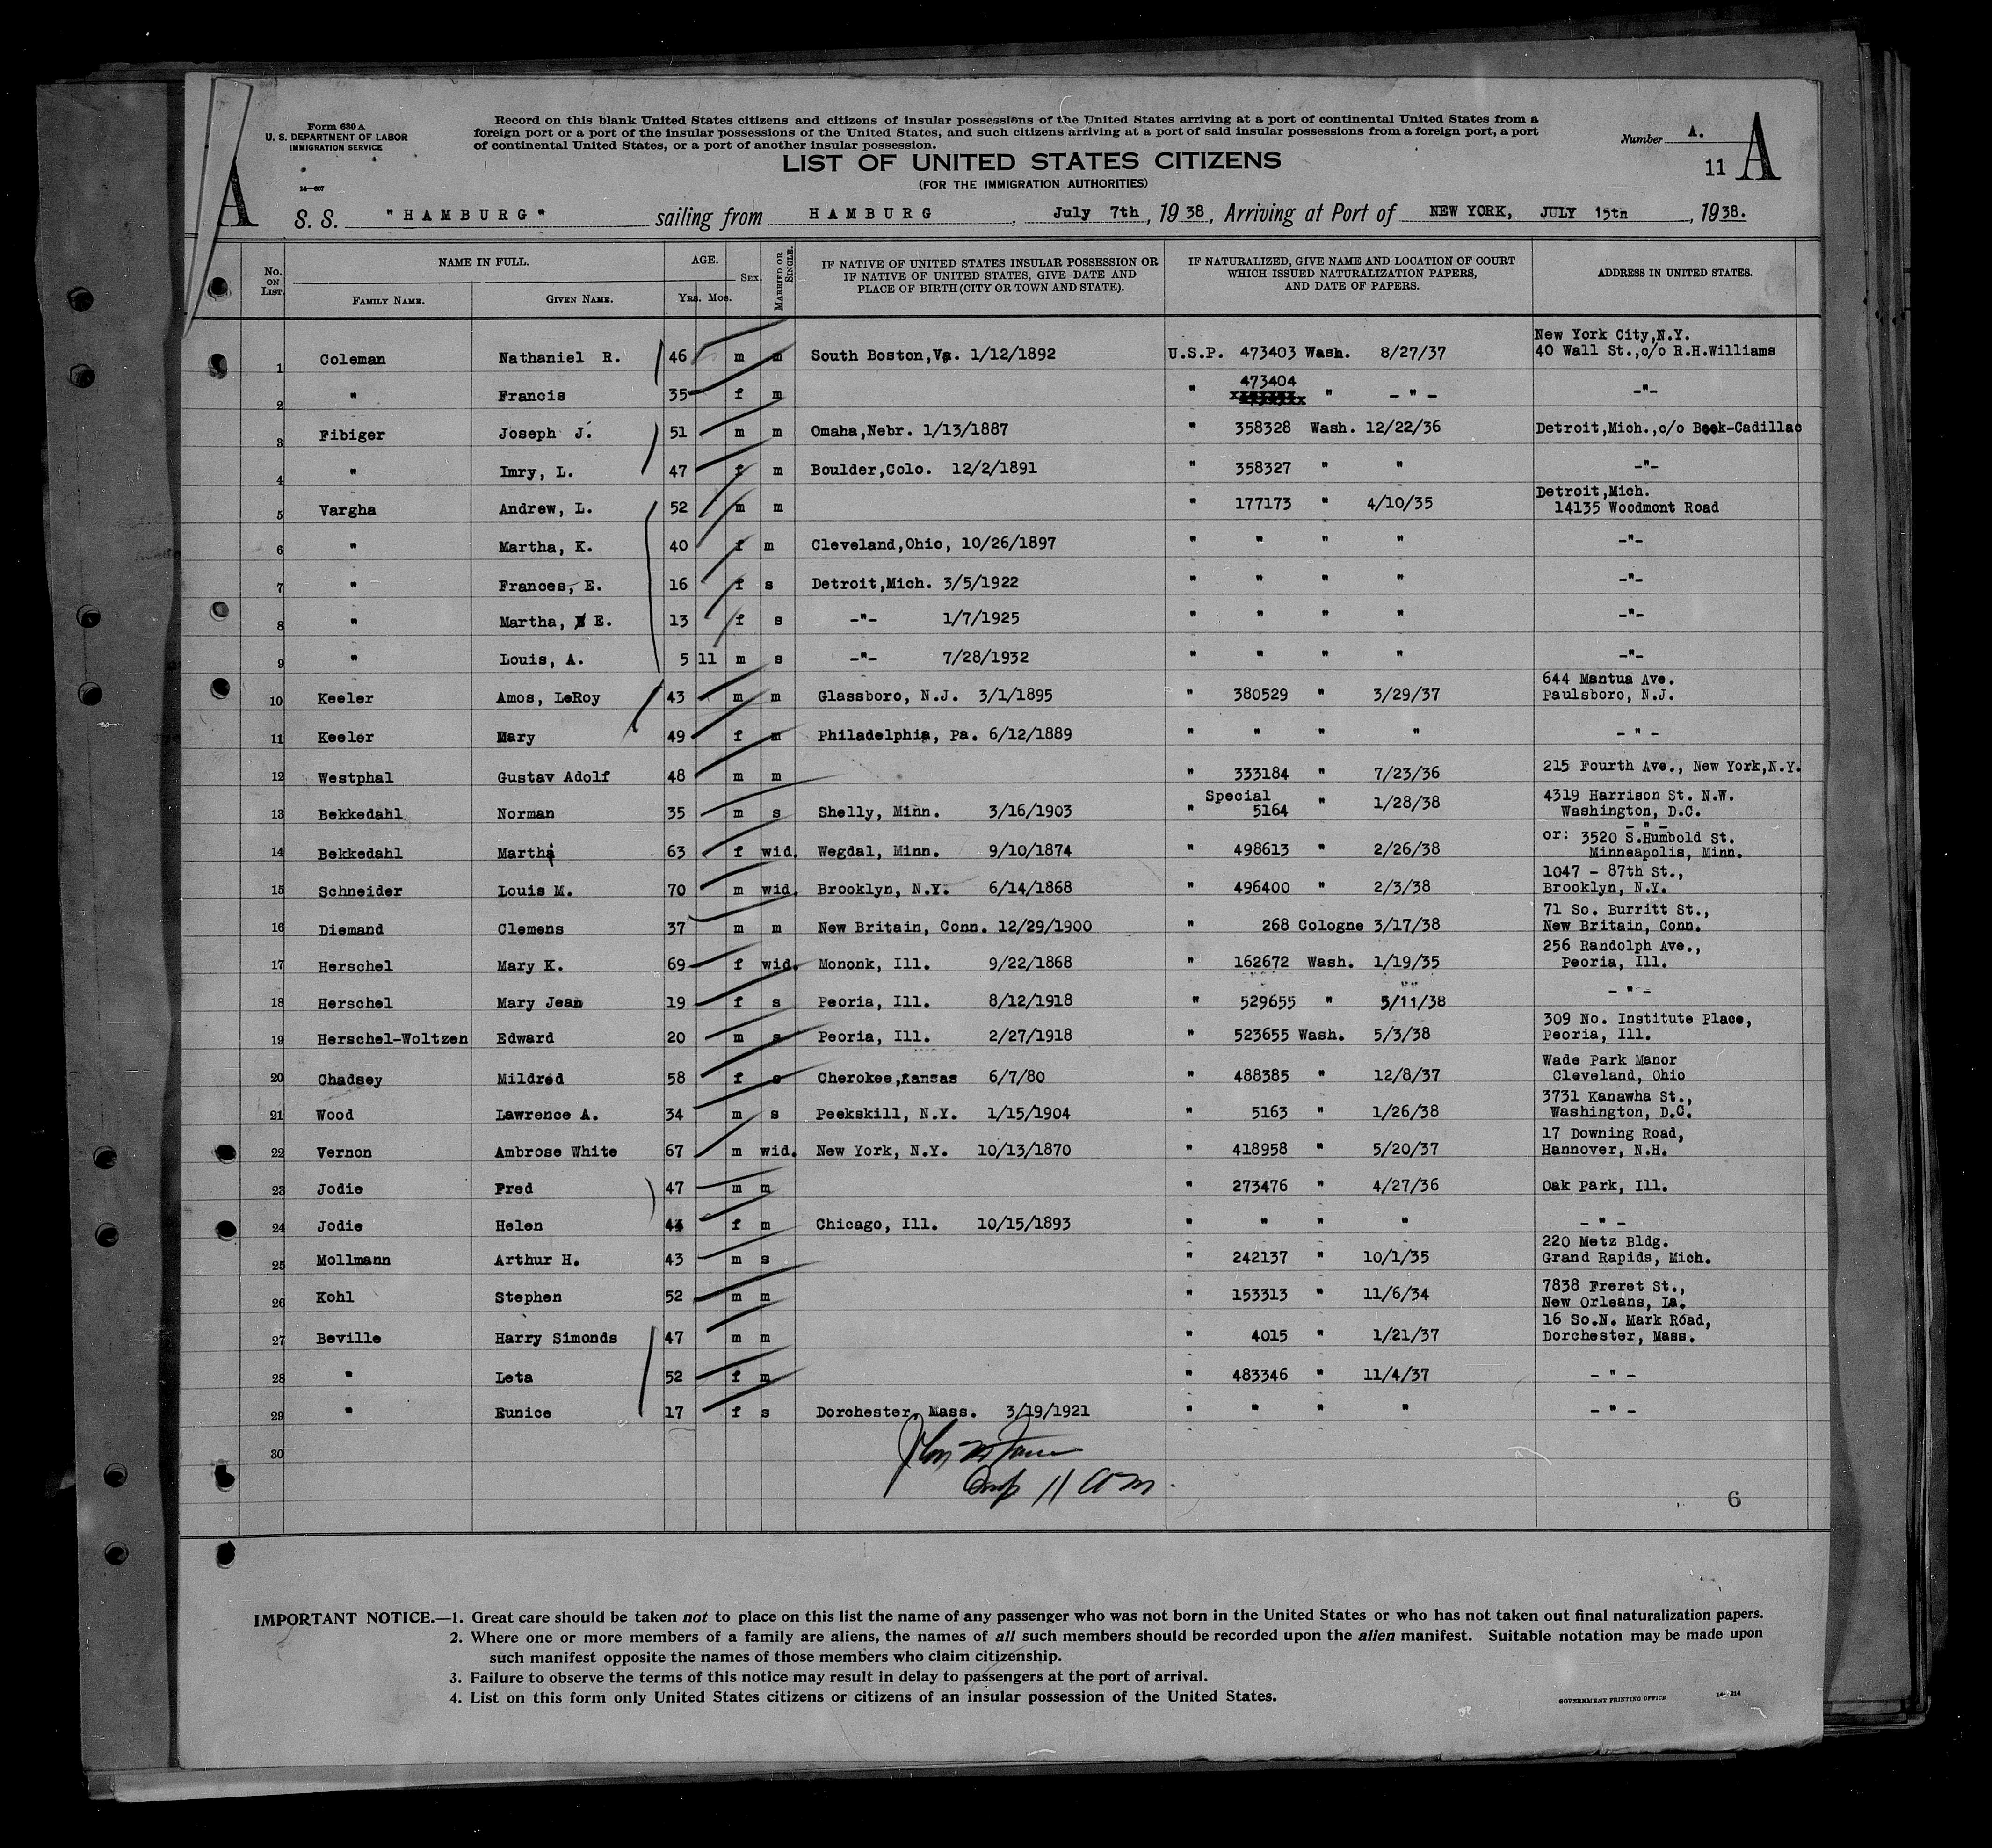 Form 630 A
U. S. DEPARTMENT OF LABOR
IMMIGRATION SERVICE
14—607
Record on this blank United States citizens and citizens of insular possessions of the United States arriving at a port of continental United States from a
foreign port or a port of the insular possessions of the United States, and such citizens arriving at a port of said insular possessions from a foreign port, a port
of continental United States, or a port of another insular possession.
Number A.
11 A
A
LIST OF UNITED STATES CITIZENS
(FOR THE IMMIGRATION AUTHORITIES)
S. S. "HAMBURG" sailing from HAMBURG, July 7th, 1938, Arriving at Port of NEW YORK, JULY 15th, 1938.
No. ON LIST. NAME IN FULL. FAMILY NAME. GIVEN NAME. AGE. YRS. MOS. SEX MARRIED OR SINGLE. IF NATIVE OF UNITED STATES INSULAR POSSESSION OR IF NATIVE OF UNITED STATES, GIVE DATE AND PLACE OF BIRTH (CITY OR TOWN AND STATE). IF NATURALIZED, GIVE NAME AND LOCATION OF COURT WHICH ISSUED NATURALIZATION PAPERS, AND DATE OF PAPERS. ADDRESS IN UNITED STATES.
1 Coleman Nathaniel R. 46 m m South Boston,Va. 1/12/1892 U.S.P. 473403 Wash. 8/27/37 New York City,N.Y. 40 Wall St.,c/o R.H.Williams
2 " Francis 35 f m " 473404 " - " - -"-
3 Fibiger Joseph J. 51 m m Omaha,Nebr. 1/13/1887 " 358328 Wash. 12/22/36 Detroit,Mich.,c/o Book-Cadillac
4 " Imry, L. 47 f m Boulder,Colo. 12/2/1891 " 358327 " " -"-
5 Vargha Andrew, L. 52 m m " 177173 " 4/10/35 Detroit,Mich. 14135 Woodmont Road
6 " Martha, K. 40 f m Cleveland,Ohio, 10/26/1897 " " " " -"-
7 " Frances, E. 16 f s Detroit,Mich. 3/5/1922 " " " " -"-
8 " Martha, E. 13 f s -"- 1/7/1925 " " " " -"-
9 " Louis, A. 5 11 m s -"- 7/28/1932 " " " " -"-
10 Keeler Amos, LeRoy 43 m m Glassboro, N.J. 3/1/1895 " 380529 " 3/29/37 644 Mantua Ave. Paulsboro, N.J.
11 Keeler Mary 49 f m Philadelphia, Pa. 6/12/1889 " " " " - " -
12 Westphal Gustav Adolf 48 m m " 333184 " 7/23/36 215 Fourth Ave., New York,N.Y.
13 Bekkedahl Norman 35 m s Shelly, Minn. 3/16/1903 " Special 5164 " 1/28/38 4319 Harrison St. N.W. Washington, D.C.
14 Bekkedahl Martha 63 f wid. Wegdal, Minn. 9/10/1874 " 498613 " 2/26/38 - " - or: 3520 S.Humbold St. Minneapolis, Minn.
15 Schneider Louis M. 70 m wid. Brooklyn, N.Y. 6/14/1868 " 496400 " 2/3/38 1047 - 87th St., Brooklyn, N.Y.
16 Diemand Clemens 37 m m New Britain, Conn. 12/29/1900 " 268 Cologne 3/17/38 71 So. Burritt St., New Britain, Conn.
17 Herschel Mary K. 69 f wid. Mononk, Ill. 9/22/1868 " 162672 Wash. 1/19/35 256 Randolph Ave., Peoria, Ill.
18 Herschel Mary Jean 19 f s Peoria, Ill. 8/12/1918 " 529655 " 5/11/38 - " -
19 Herschel-Woltzen Edward 20 m s Peoria, Ill. 2/27/1918 " 523655 Wash. 5/3/38 309 No. Institute Place, Peoria, Ill.
20 Chadsey Mildred 58 f s Cherokee,Kansas 6/7/80 " 488385 " 12/8/37 Wade Park Manor Cleveland, Ohio
21 Wood Lawrence A. 34 m s Peekskill, N.Y. 1/15/1904 " 5163 " 1/26/38 3731 Kanawha St., Washington, D.C.
22 Vernon Ambrose White 67 m wid. New York, N.Y. 10/13/1870 " 418958 " 5/20/37 17 Downing Road, Hannover, N.H.
23 Jodie Fred 47 m m " 273476 " 4/27/36 Oak Park, Ill.
24 Jodie Helen 44 f m Chicago, Ill. 10/15/1893 " " " " - " -
25 Mollmann Arthur H. 43 m s " 242137 " 10/1/35 220 Metz Bldg. Grand Rapids, Mich.
26 Kohl Stephen 52 m m " 153313 " 11/6/34 7838 Freret St., New Orleans, La.
27 Beville Harry Simonds 47 m m " 4015 " 1/21/37 16 So.N. Mark Road, Dorchester, Mass.
28 " Leta 52 f m " 483346 " 11/4/37 - " -
29 " Eunice 17 f s Dorchester, Mass. 3/19/1921 " " " " - " -
30
11 am.
6
IMPORTANT NOTICE.—1. Great care should be taken not to place on this list the name of any passenger who was not born in the United States or who has not taken out final naturalization papers.
2. Where one or more members of a family are aliens, the names of all such members should be recorded upon the alien manifest. Suitable notation may be made upon
such manifest opposite the names of those members who claim citizenship.
3. Failure to observe the terms of this notice may result in delay to passengers at the port of arrival.
4. List on this form only United States citizens or citizens of an insular possession of the United States.
GOVERNMENT PRINTING OFFICE